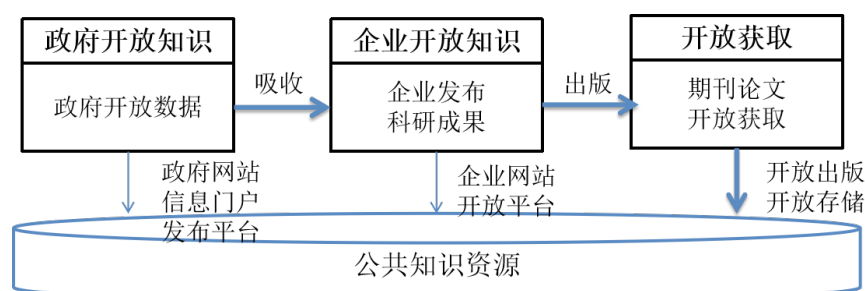 政府开放知识
企业开放知识
开放获取
政府开放数据
吸收
企业发布
科研成果
出版
期刊论文
开放获取
政府网站
信息门户
发布平台
企业网站
开放平台
开放出版
开放存储
公共知识资源